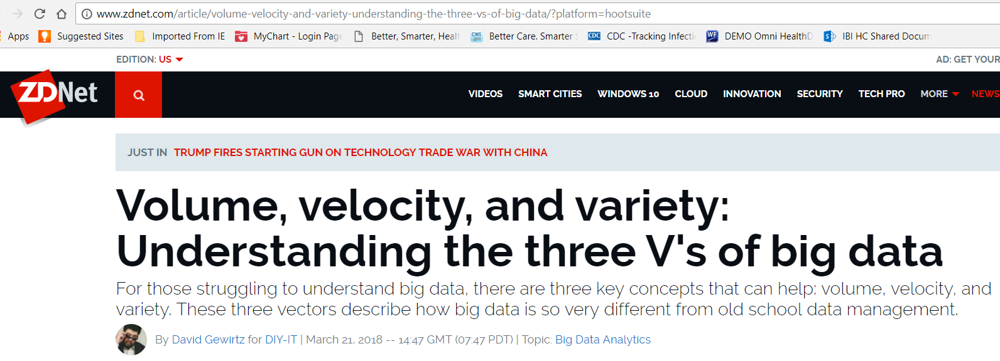 www.zdnet.com/article/volume-velocity-and-variety-understanding-the-three-vs-of-big-data/?platform=hootsuite
Apps Suggested Sites Imported From IE MyChart - Login Page Better, Smarter, Healt CMS.gov Better Care. Smarter S CDC CDC -Tracking Infecti WF DEMO Omni HealthD S IBI HC Shared Docum
EDITION: US AD: GET YOUR
ZDNet VIDEOS SMART CITIES WINDOWS 10 CLOUD INNOVATION SECURITY TECH PRO MORE NEWS
JUST IN TRUMP FIRES STARTING GUN ON TECHNOLOGY TRADE WAR WITH CHINA
Volume, velocity, and variety:
Understanding the three V's of big data
For those struggling to understand big data, there are three key concepts that can help: volume, velocity, and
variety. These three vectors describe how big data is so very different from old school data management.
By David Gewirtz for DIY-IT | March 21, 2018 -- 14:47 GMT (07:47 PDT) | Topic: Big Data Analytics